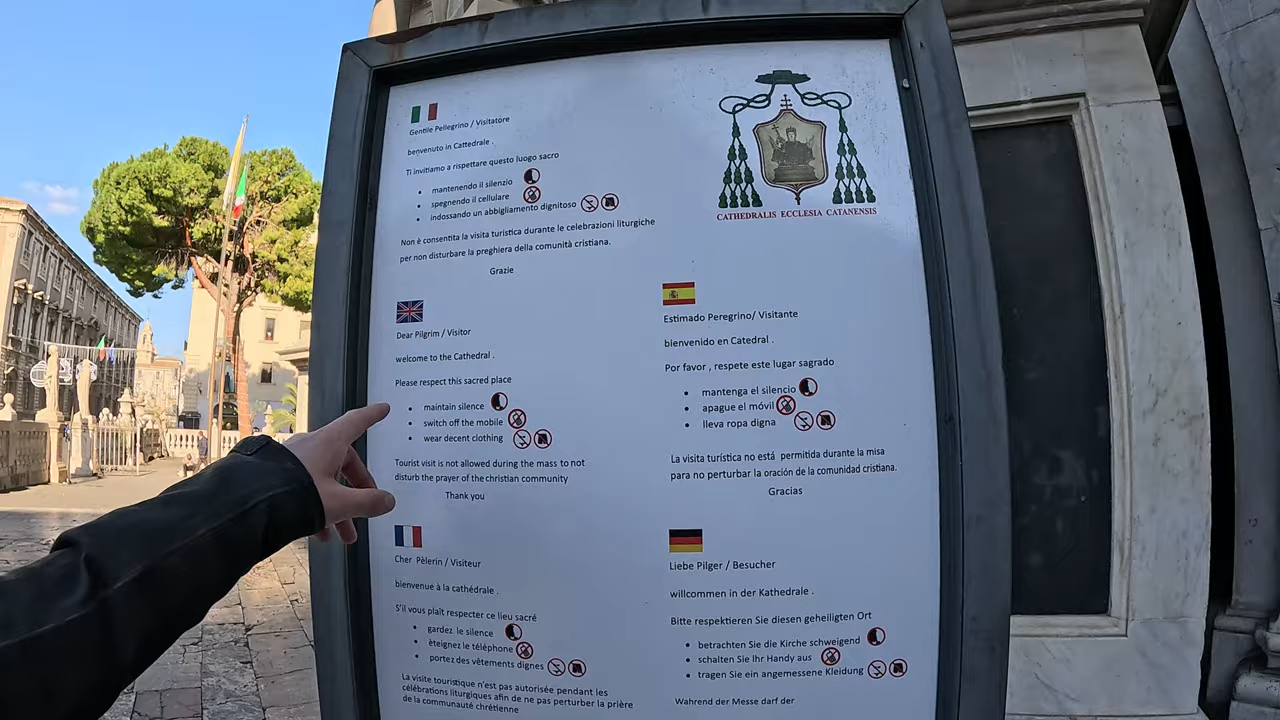 Gentile Pellegrino / Visitatore
benvenuto in Cattedrale .
Ti invitiamo a rispettare questo luogo sacro
• mantenendo il silenzio
• spegnendo il cellulare
• indossando un abbigliamento dignitoso
Non è consentita la visita turistica durante le celebrazioni liturgiche
per non disturbare la preghiera della comunità cristiana.
Grazie
CATHEDRALIS ECCLESIA CATANENSIS
Dear Pilgrim / Visitor
welcome to the Cathedral .
Please respect this sacred place
• maintain silence
• switch off the mobile
• wear decent clothing
Tourist visit is not allowed during the mass to not
disturb the prayer of the christian community
Thank you
Estimado Peregrino/ Visitante
bienvenido en Catedral .
Por favor , respete este lugar sagrado
• mantenga el silencio
• apague el móvil
• lleva ropa digna
La visita turística no está permitida durante la misa
para no perturbar la oración de la comunidad cristiana.
Gracias
Cher Pèlerin / Visiteur
bienvenue à la cathédrale .
S'il vous plaît respecter ce lieu sacré
• gardez le silence
• èteignez le téléphone
• portez des vêtements dignes
La visite touristique n'est pas autorisée pendant les
célébrations liturgiques afin de ne pas perturber la prière
de la communauté chrétienne
Liebe Pilger / Besucher
willcommen in der Kathedrale .
Bitte respektieren Sie diesen geheiligten Ort
• betrachten Sie die Kirche schweigend
• schalten Sie Ihr Handy aus
• tragen Sie ein angemessene Kleidung
Wahrend der Messe darf der